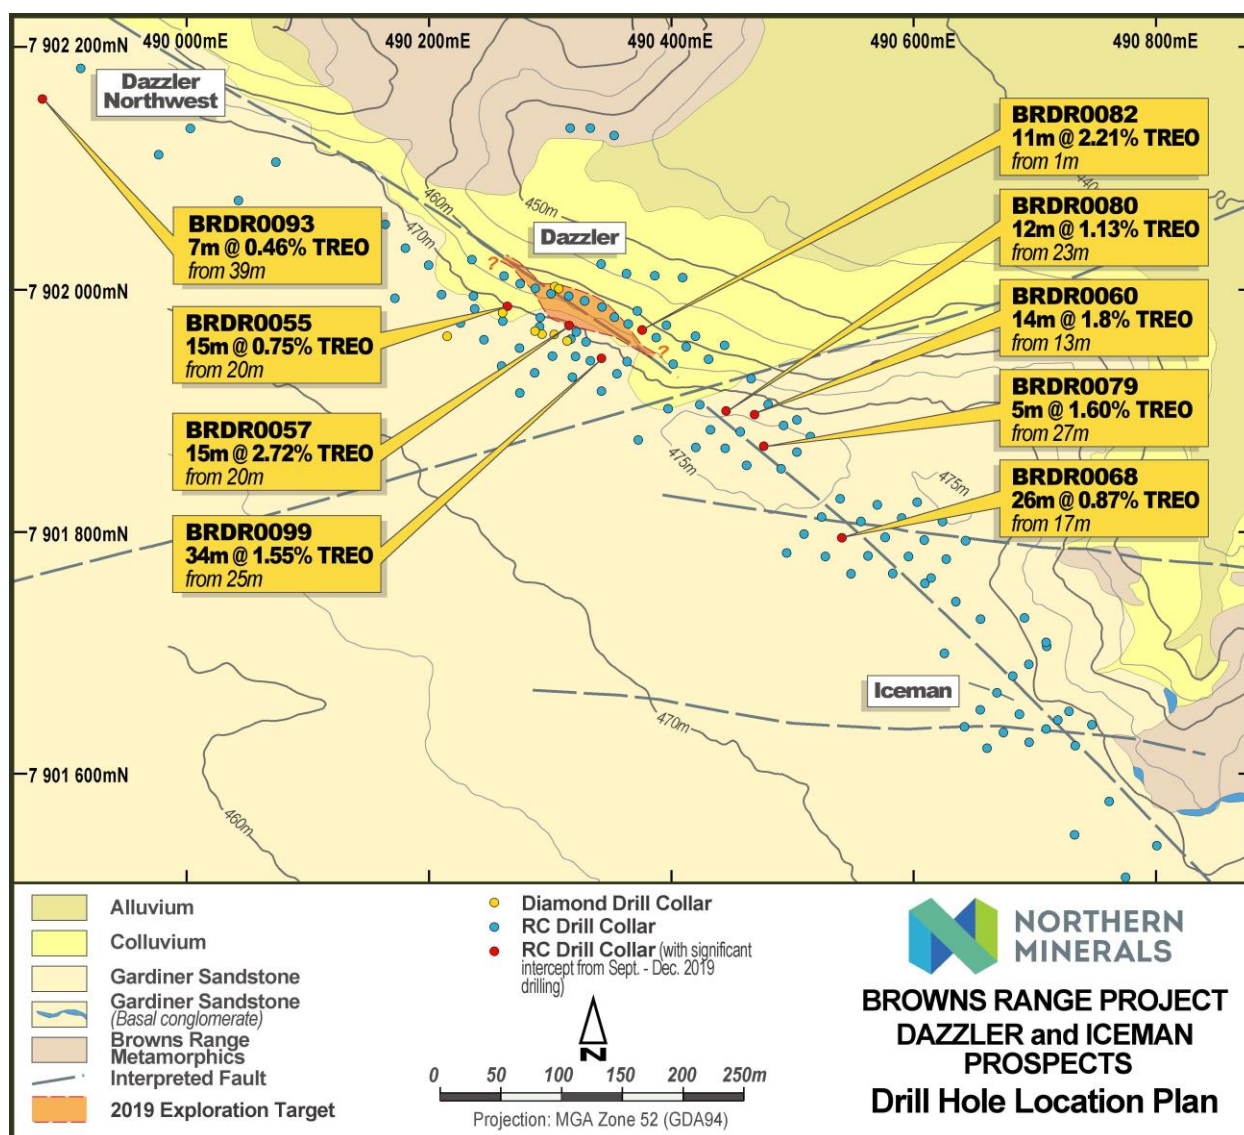 7 902 200mN
490 000mE
490 200mE
490 400mE
490 600mE
490 800mE
Dazzler
Northwest
BRDR0082
11m @ 2.21% TREO
from 1m
440
460m
450m
470m
BRDR0093
7m @ 0.46% TREO
from 39m
Dazzler
BRDR0080
12m @ 1.13% TREO
from 23m
?
7 902 000mN
BRDR0055
15m @ 0.75% TREO
from 20m
BRDR0060
14m @ 1.8% TREO
from 13m
?
BRDR0079
5m @ 1.60% TREO
from 27m
BRDR0057
15m @ 2.72% TREO
from 20m
475m
475m
BRDR0068
26m @ 0.87% TREO
from 17m
7 901 800mN
BRDR0099
34m @ 1.55% TREO
from 25m
Iceman
470m
7 901 600mN
460m
Alluvium
Colluvium
Gardiner Sandstone
Gardiner Sandstone
(Basal conglomerate)
Browns Range
Metamorphics
Interpreted Fault
2019 Exploration Target
Diamond Drill Collar
RC Drill Collar
RC Drill Collar (with significant
intercept from Sept. - Dec. 2019
drilling)
N
0 50 100 150 200 250m
Projection: MGA Zone 52 (GDA94)
NORTHERN
MINERALS
BROWNS RANGE PROJECT
DAZZLER and ICEMAN
PROSPECTS
Drill Hole Location Plan